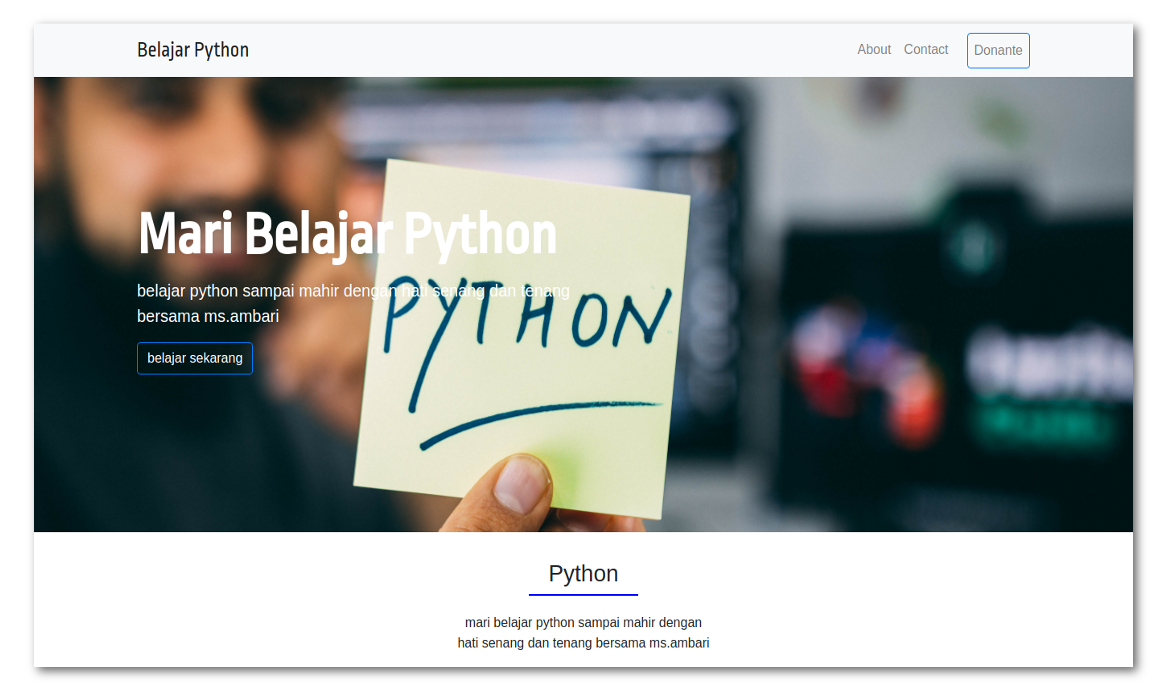 Belajar Python
About Contact Donante
Mari Belajar Python
belajar python sampai mahir dengan hati senang dan tenang
bersama ms.ambari
belajar sekarang
PYTHON
Python
mari belajar python sampai mahir dengan
hati senang dan tenang bersama ms.ambari